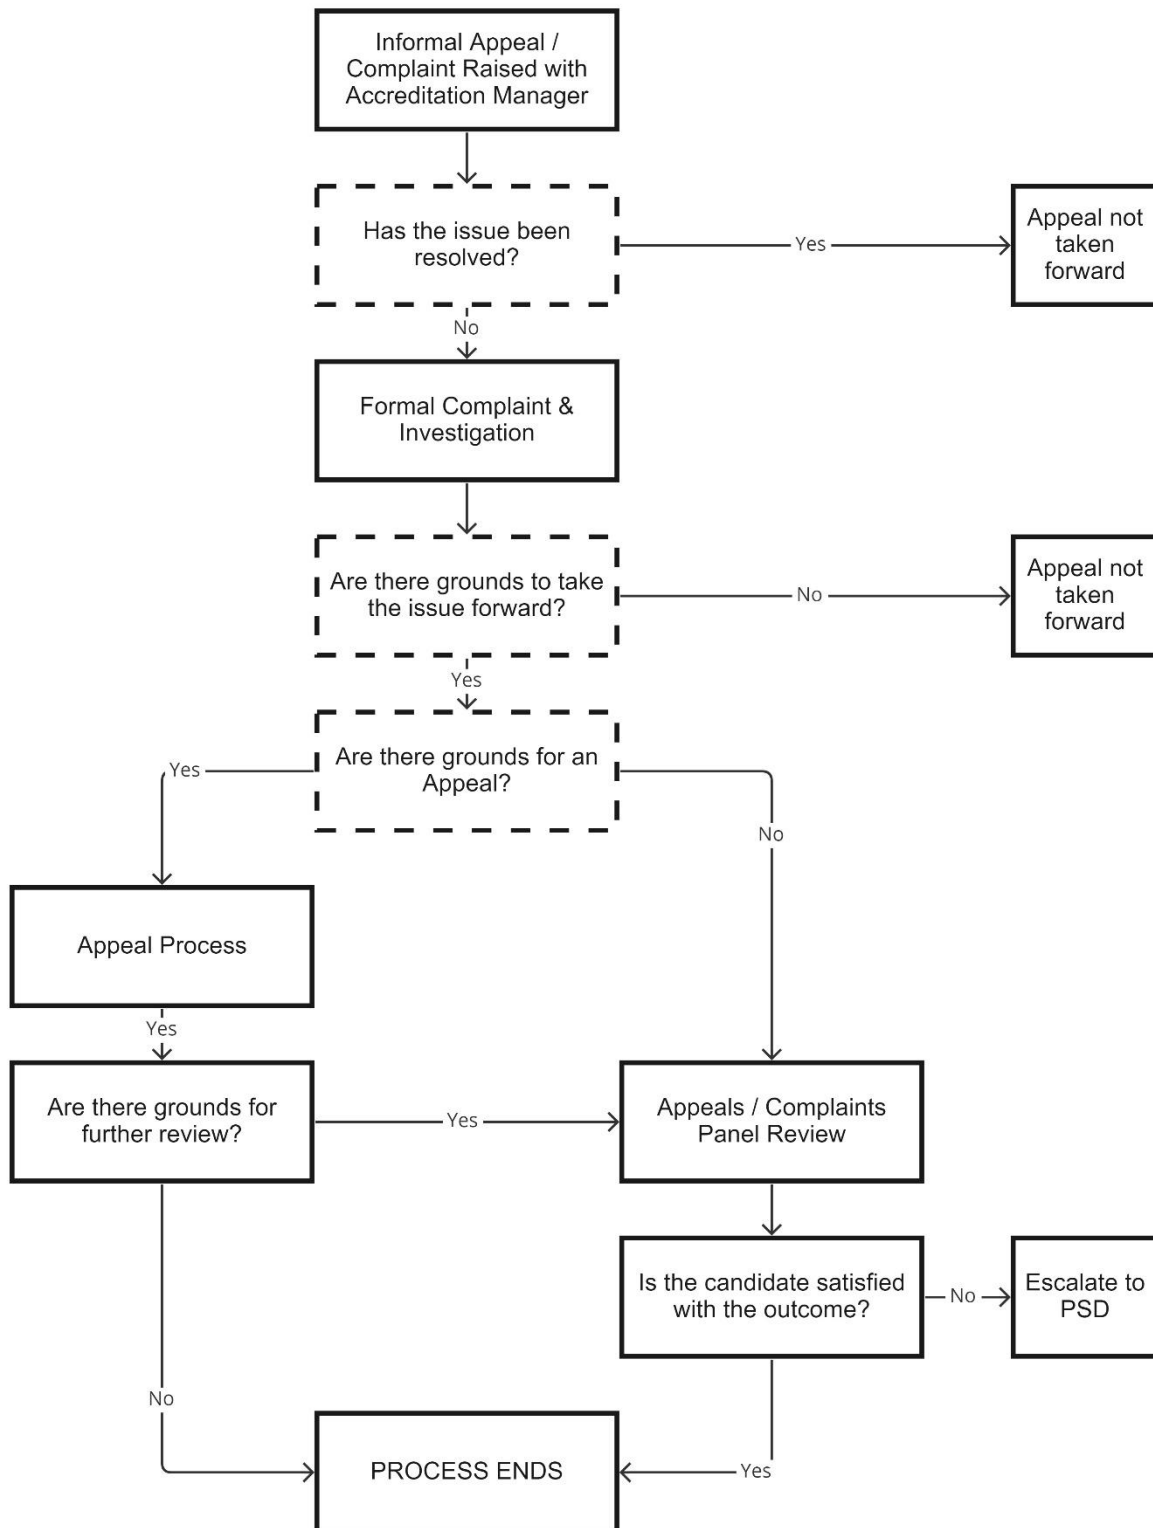 Informal Appeal /
Complaint Raised with
Accreditation Manager
Has the issue been
resolved?
Yes
Appeal not
taken
forward
No
Formal Complaint &
Investigation
Are there grounds to take
the issue forward?
No
Appeal not
taken
forward
Yes
Are there grounds for an
Appeal?
Yes
No
Appeal Process
Yes
Are there grounds for
further review?
Yes
Appeals / Complaints
Panel Review
Is the candidate satisfied
with the outcome?
No
Escalate to
PSD
No
PROCESS ENDS
Yes